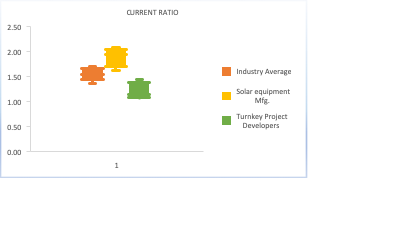 CURRENT RATIO
2.50
2.00
1.50
1.00
0.50
0.00
1
Industry Average
Solar equipment
Mfg.
Turnkey Project
Developers